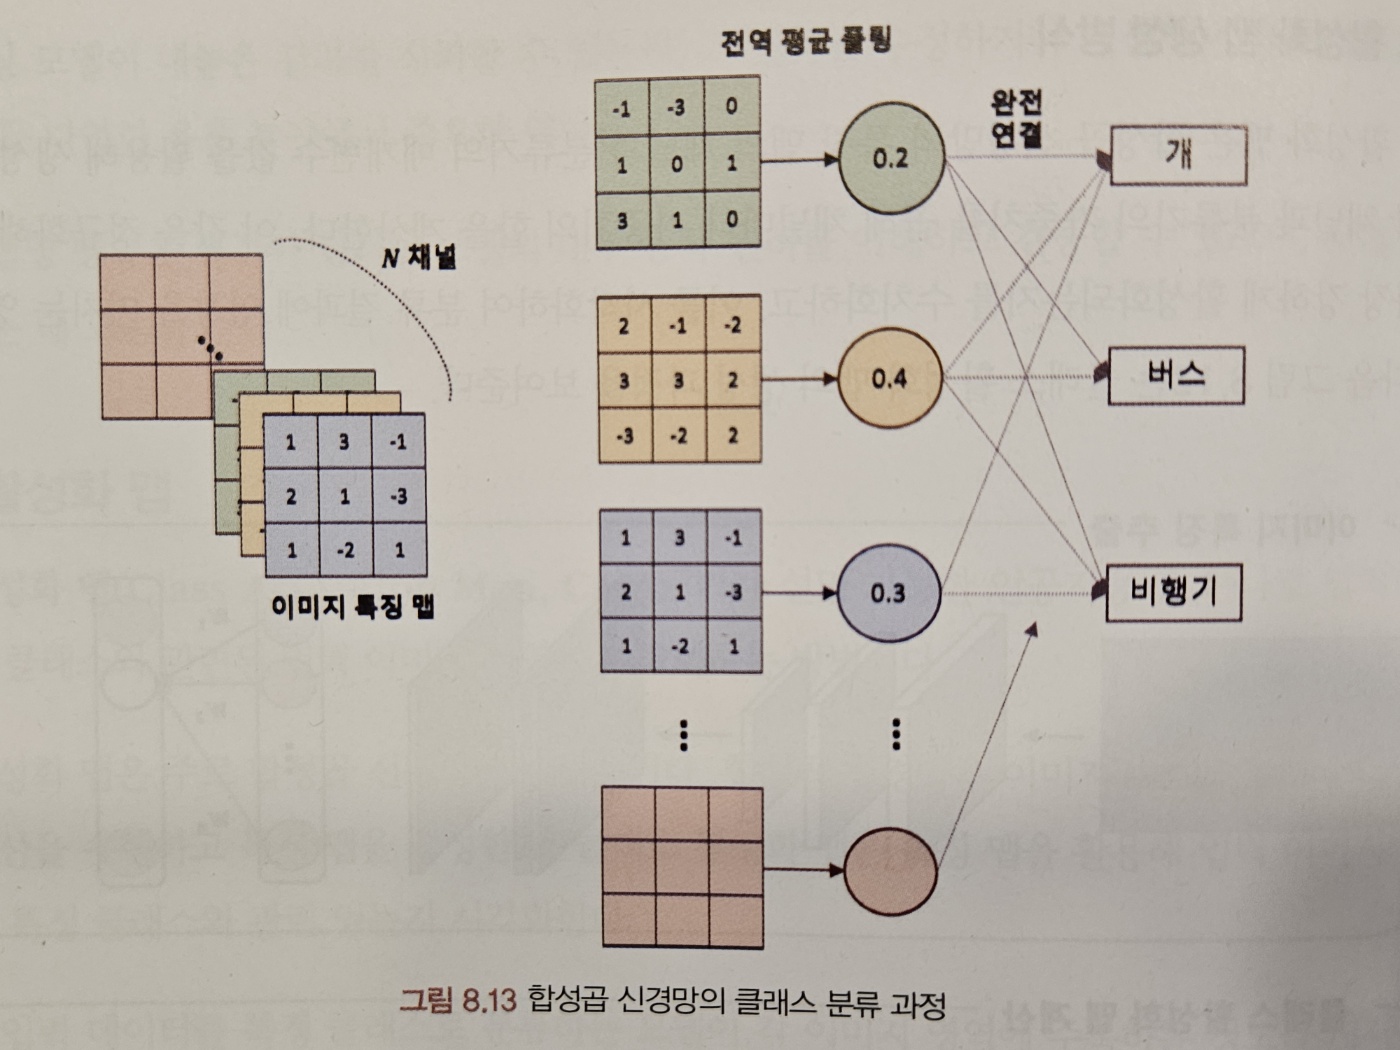 전역 평균 풀링
-1 -3 0
1 0 1
3 1 0
0.2
완전
연결
개
N 채널
2 -1 -2
3 3 2
-3 -2 2
0.4
버스
1 3 -1
2 1 -3
1 -2 1
이미지 특징 맵
1 3 -1
2 1 -3
1 -2 1
0.3
비행기
그림 8.13 합성곱 신경망의 클래스 분류 과정